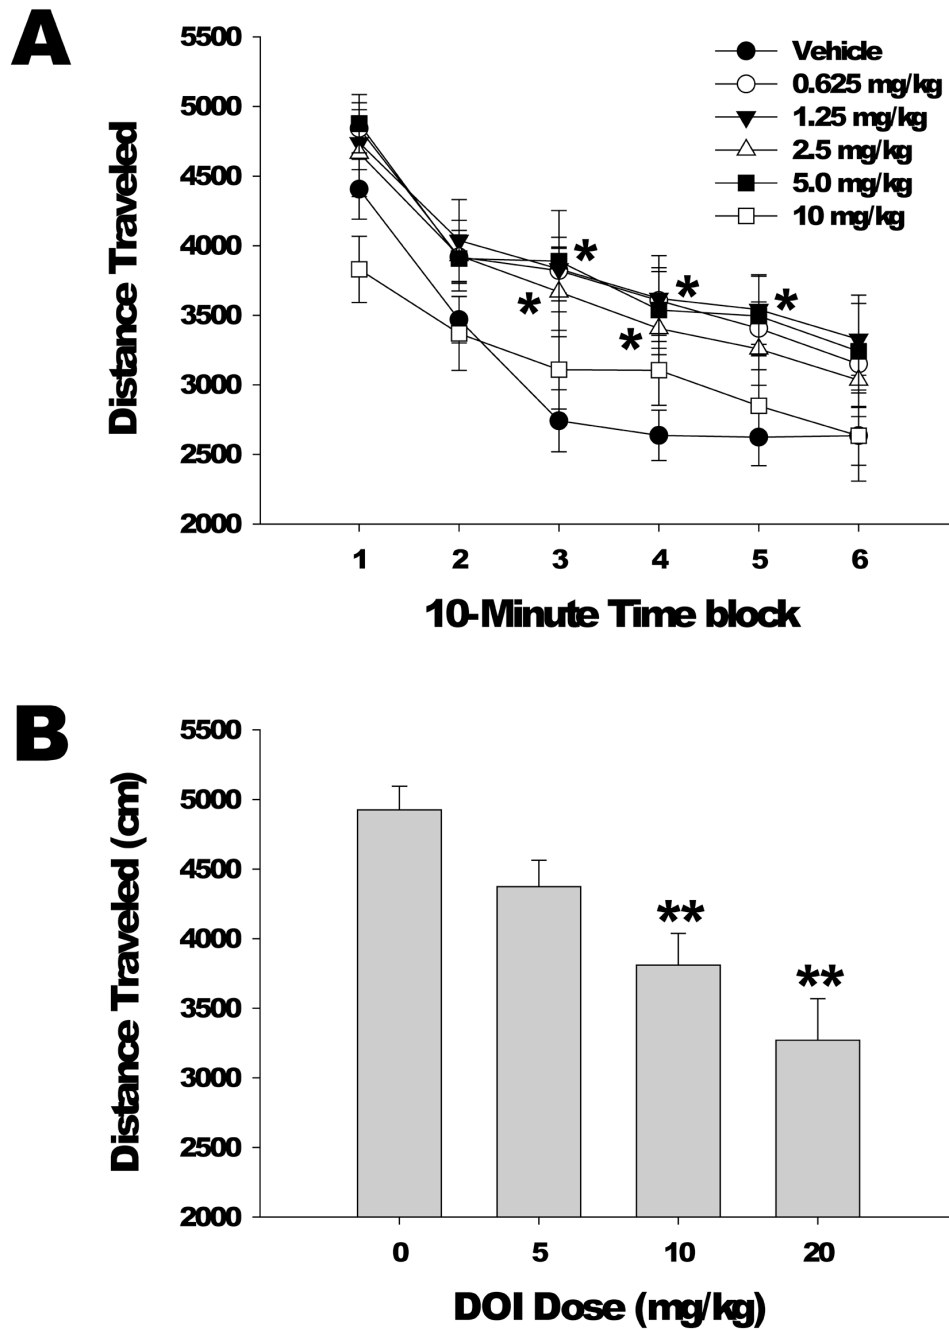 A
5500
5000
4500
4000
3500
3000
2500
2000
Distance Traveled
Vehicle
0.625 mg/kg
1.25 mg/kg
2.5 mg/kg
5.0 mg/kg
10 mg/kg
*
*
*
*
*
1 2 3 4 5 6
10-Minute Time block
B
5500
5000
4500
4000
3500
3000
2500
2000
Distance Traveled (cm)
**
**
0 5 10 20
DOI Dose (mg/kg)